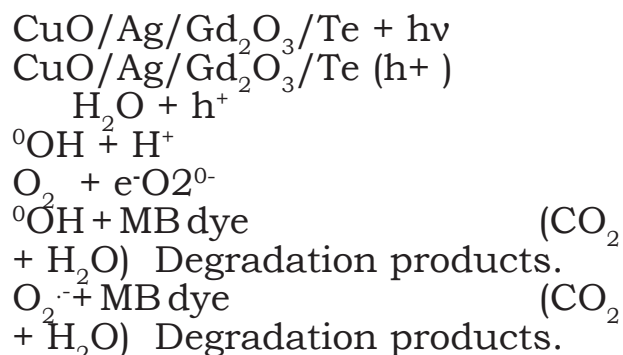 CuO/Ag/Gd₂O₃/Te + hν
CuO/Ag/Gd₂O₃/Te (h+ )
H₂O + h⁺
⁰OH + H⁺
O₂ + e⁻O2⁰⁻
⁰OH + MB dye (CO₂
+ H₂O) Degradation products.
O₂·⁻+ MB dye (CO₂
+ H₂O) Degradation products.